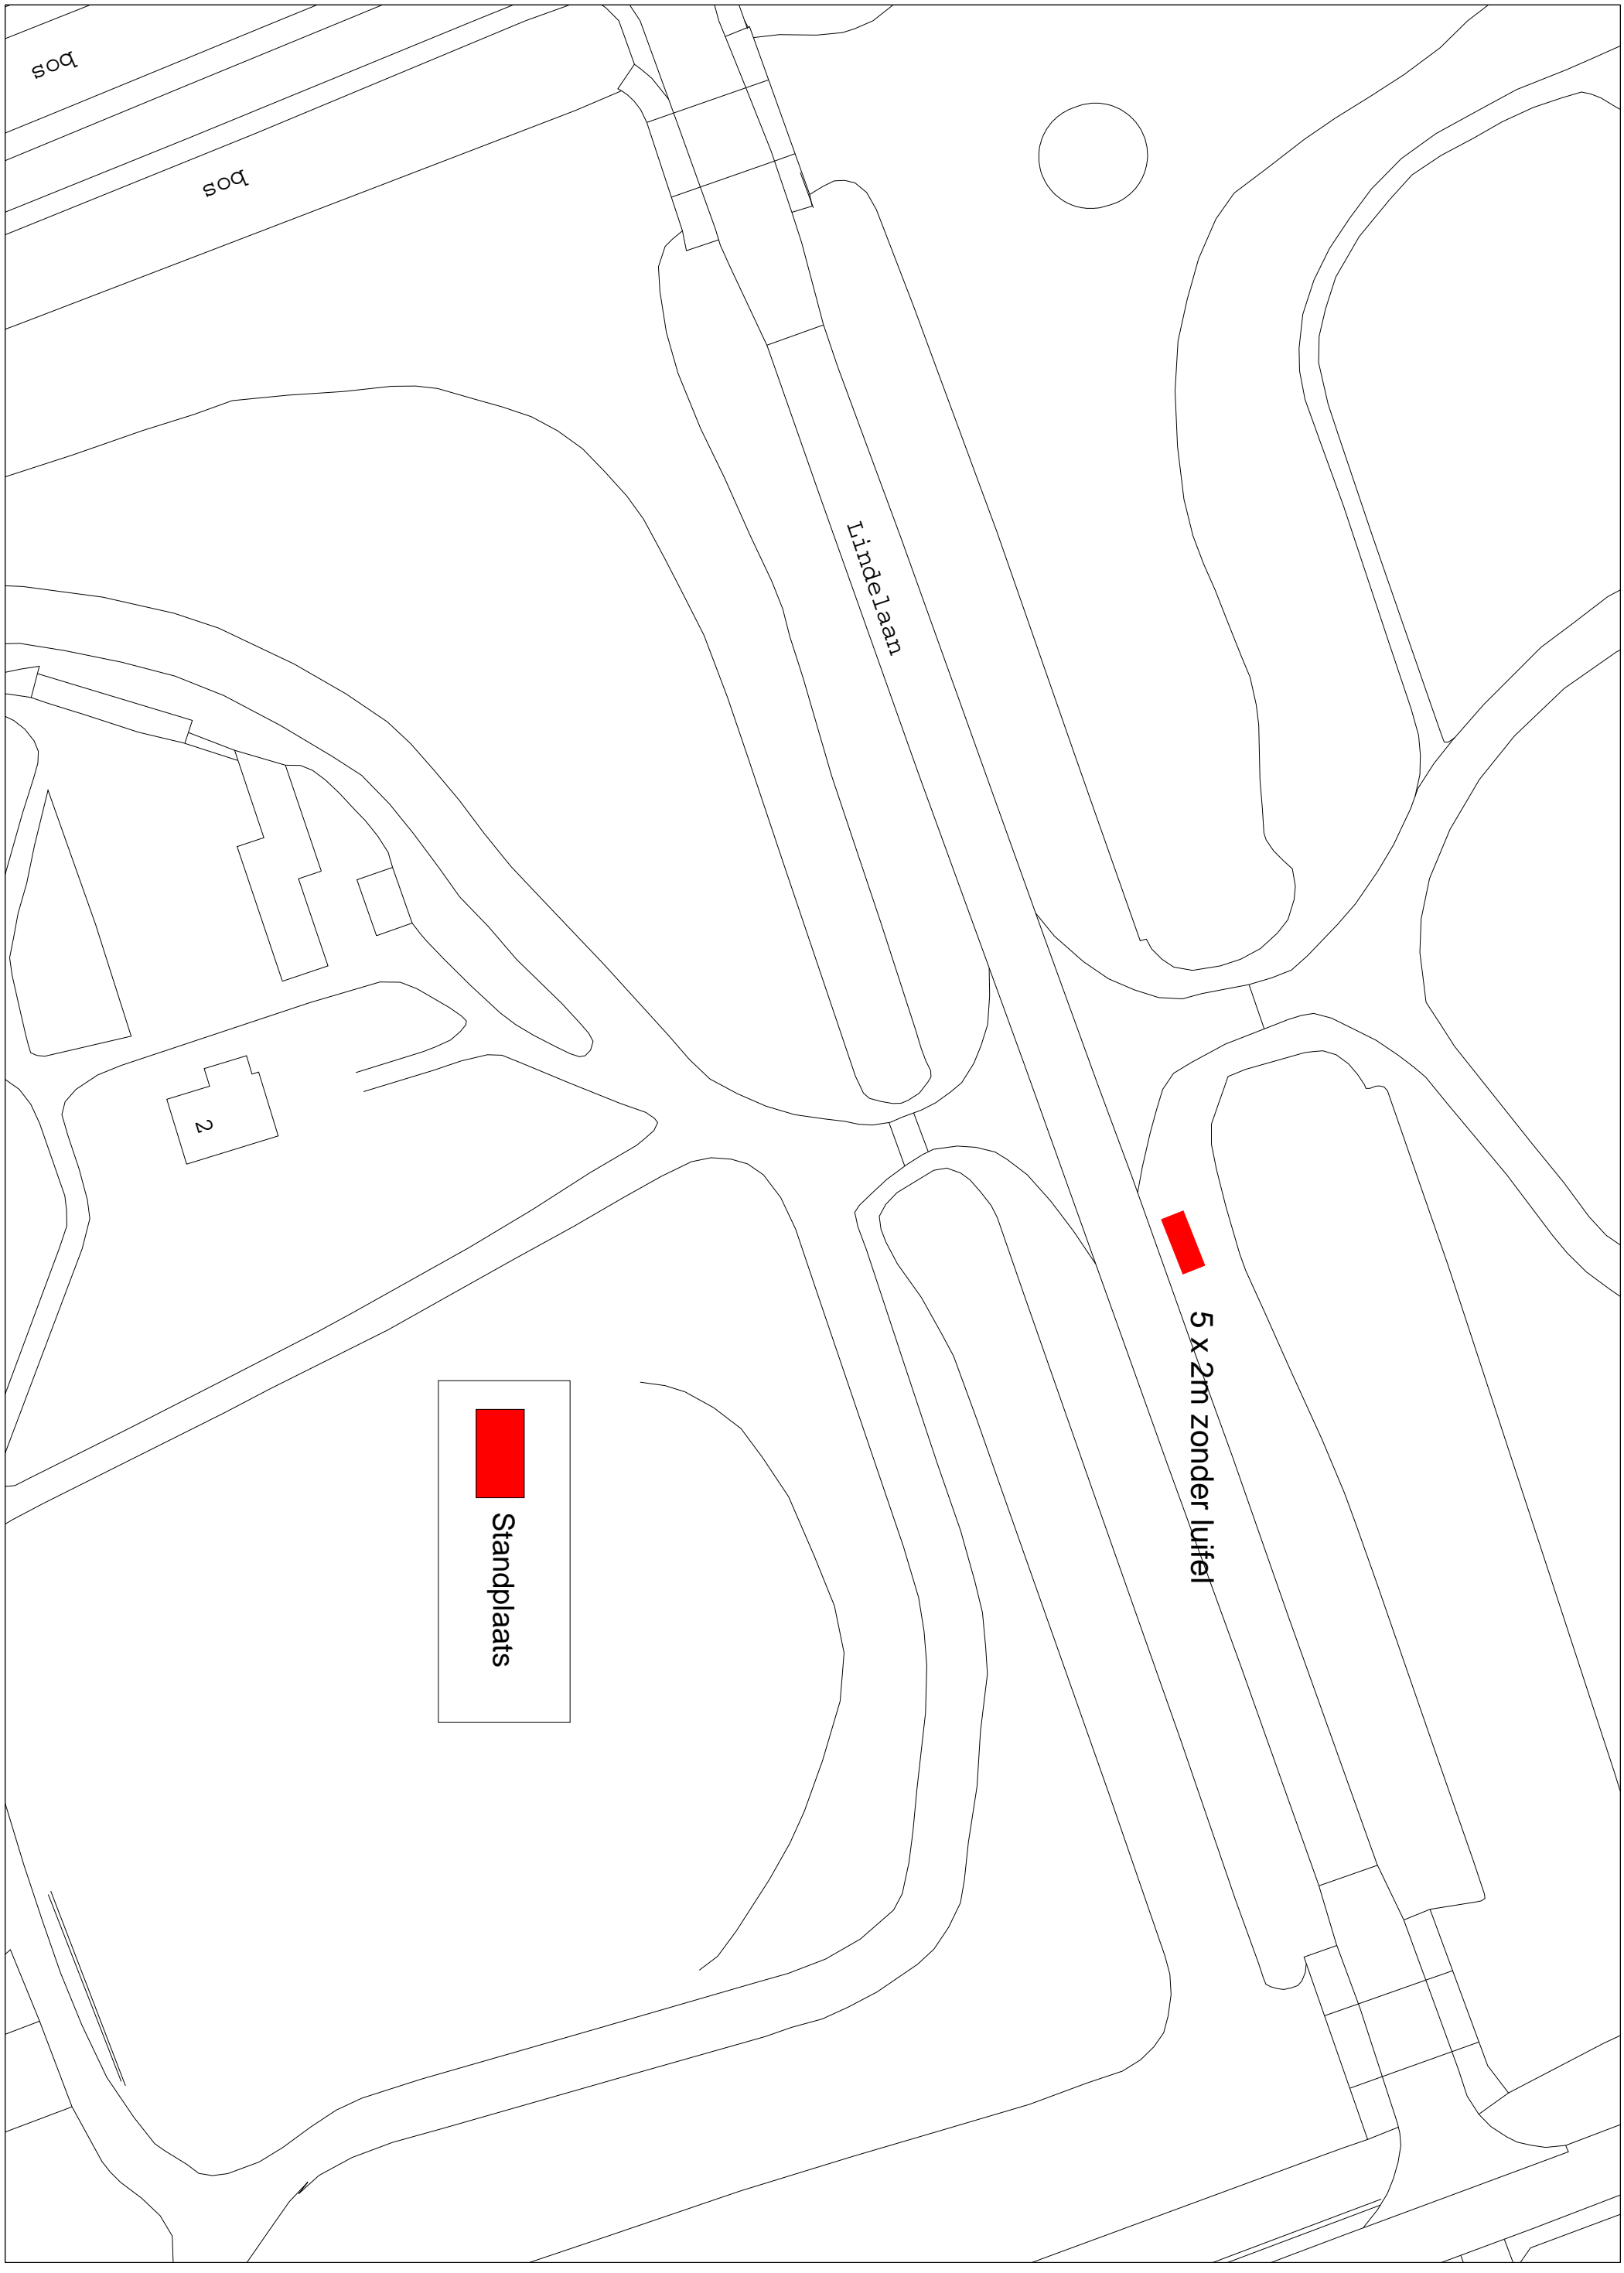 bos
bos
Lindelaan
2
5 x 2m zonder luifel
Standplaats